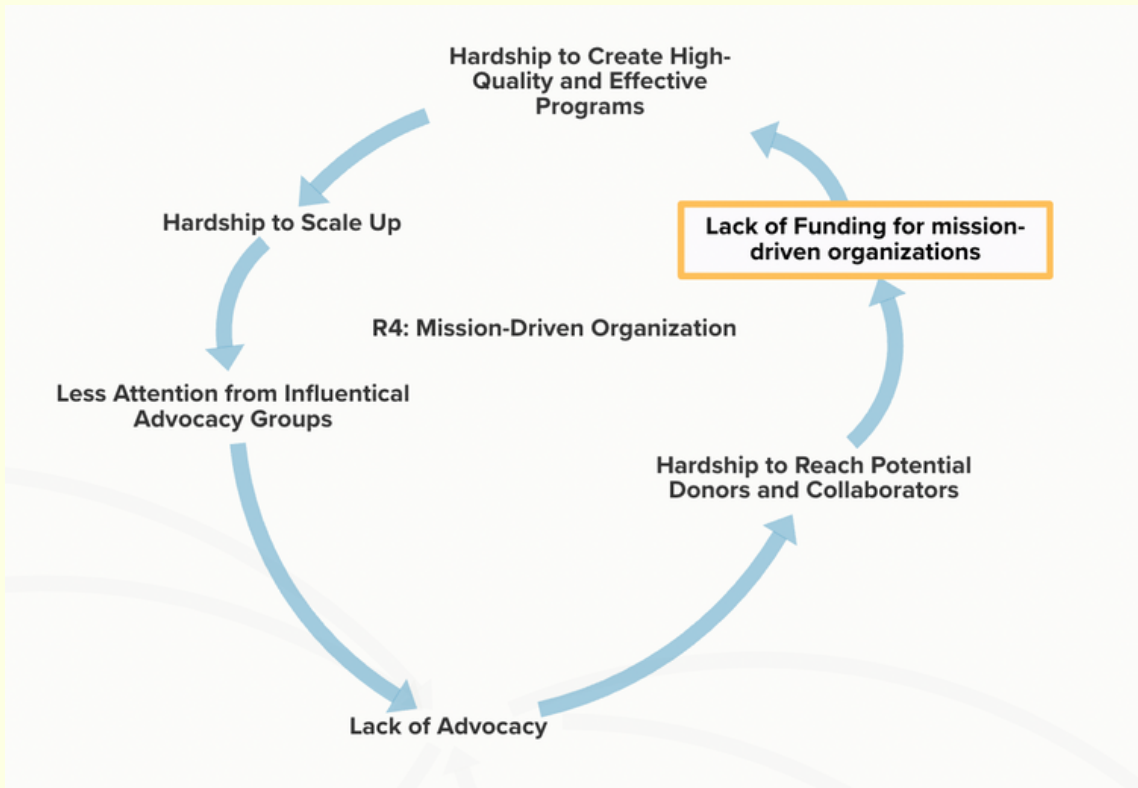 Hardship to Create High-
Quality and Effective
Programs
Hardship to Scale Up
Lack of Funding for mission-
driven organizations
R4: Mission-Driven Organization
Less Attention from Influentical
Advocacy Groups
Hardship to Reach Potential
Donors and Collaborators
Lack of Advocacy